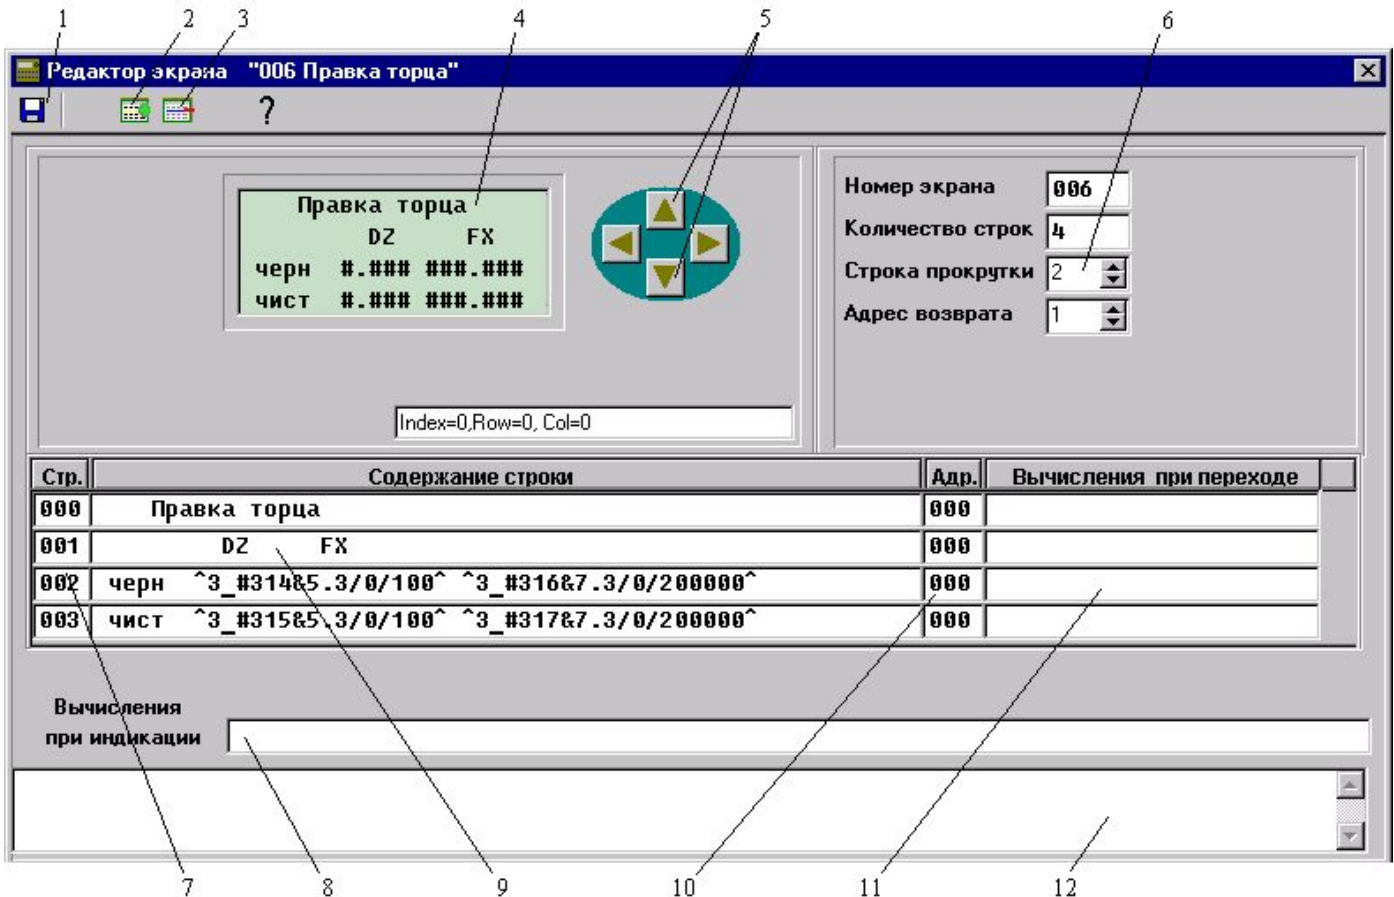 1 2 3 4 5 6
Редактор экрана "006 Правка торца"
?
Правка торца
DZ FX
черн #.### ###.###
чист #.### ###.###
Index=0,Row=0, Col=0
Номер экрана 006
Количество строк 4
Строка прокрутки 2
Адрес возврата 1
Стр. Содержание строки Адр. Вычисления при переходе
000 Правка торца 000
001 DZ FX 000
002 черн ^3_#314&5.3/0/100^ ^3_#316&7.3/0/200000^ 000
003 чист ^3_#315&5.3/0/100^ ^3_#317&7.3/0/200000^ 000
Вычисления
при индикации
7 8 9 10 11 12